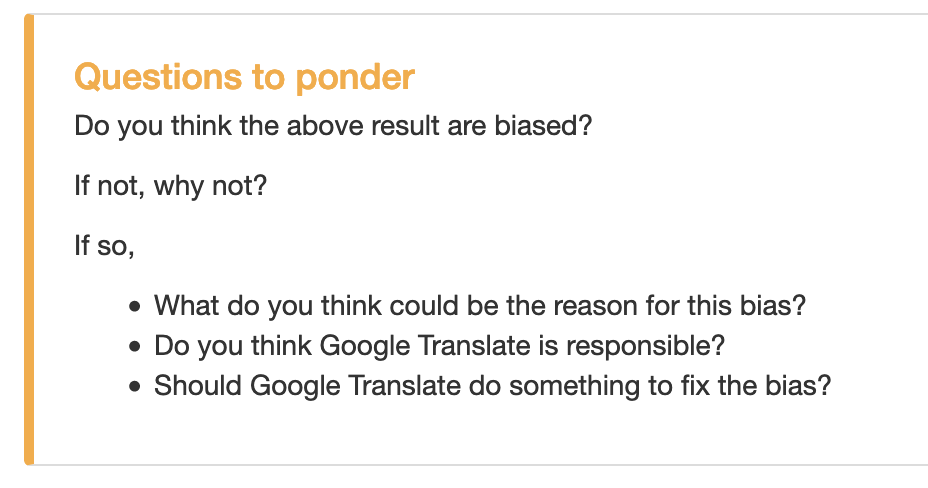 Questions to ponder
Do you think the above result are biased?
If not, why not?
If so,
• What do you think could be the reason for this bias?
• Do you think Google Translate is responsible?
• Should Google Translate do something to fix the bias?